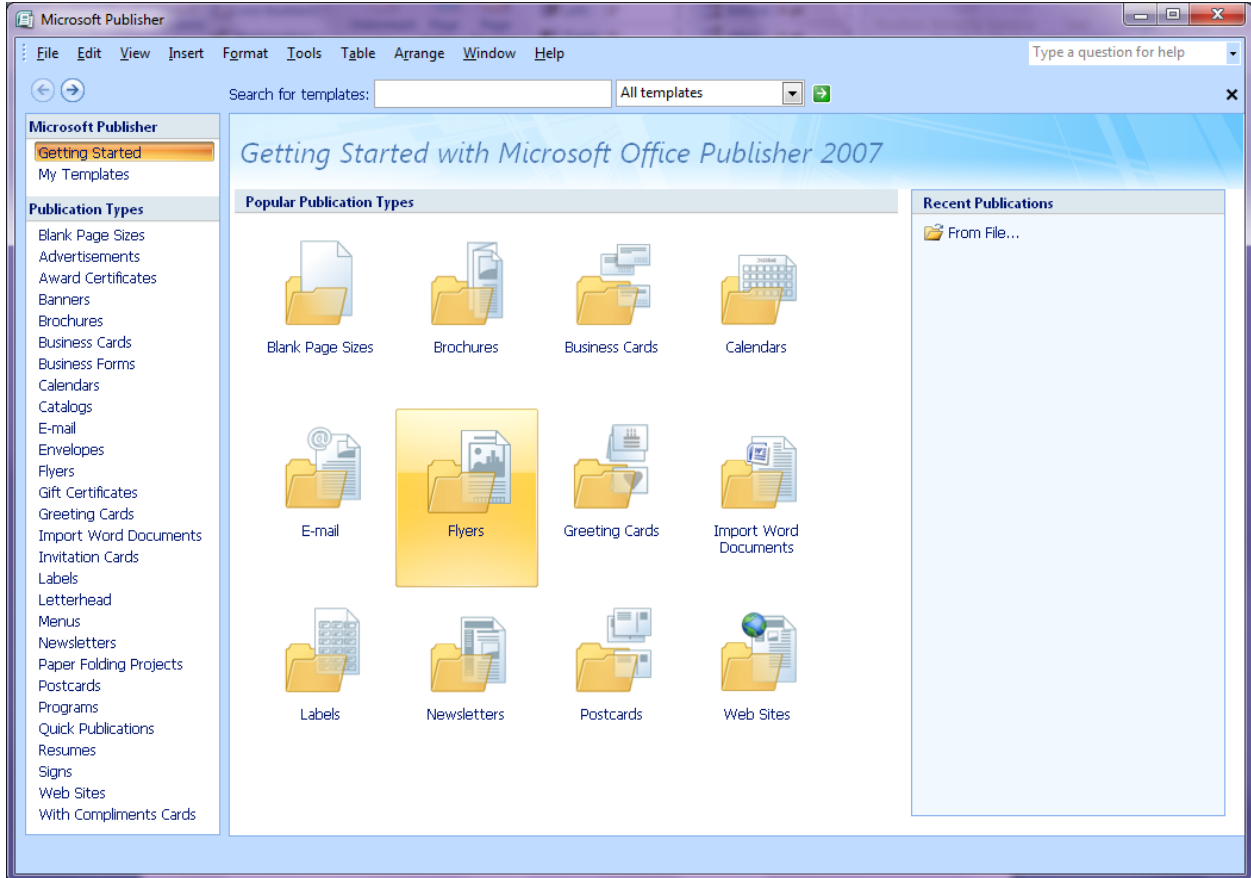 Microsoft Publisher
File Edit View Insert Format Tools Table Arrange Window Help
Type a question for help
Search for templates:
All templates
Microsoft Publisher
Getting Started
My Templates
Publication Types
Blank Page Sizes
Advertisements
Award Certificates
Banners
Brochures
Business Cards
Business Forms
Calendars
Catalogs
E-mail
Envelopes
Flyers
Gift Certificates
Greeting Cards
Import Word Documents
Invitation Cards
Labels
Letterhead
Menus
Newsletters
Paper Folding Projects
Postcards
Programs
Quick Publications
Resumes
Signs
Web Sites
With Compliments Cards
Getting Started with Microsoft Office Publisher 2007
Popular Publication Types
Blank Page Sizes
Brochures
Business Cards
Calendars
E-mail
Flyers
Greeting Cards
Import Word
Documents
Labels
Newsletters
Postcards
Web Sites
Recent Publications
From File...